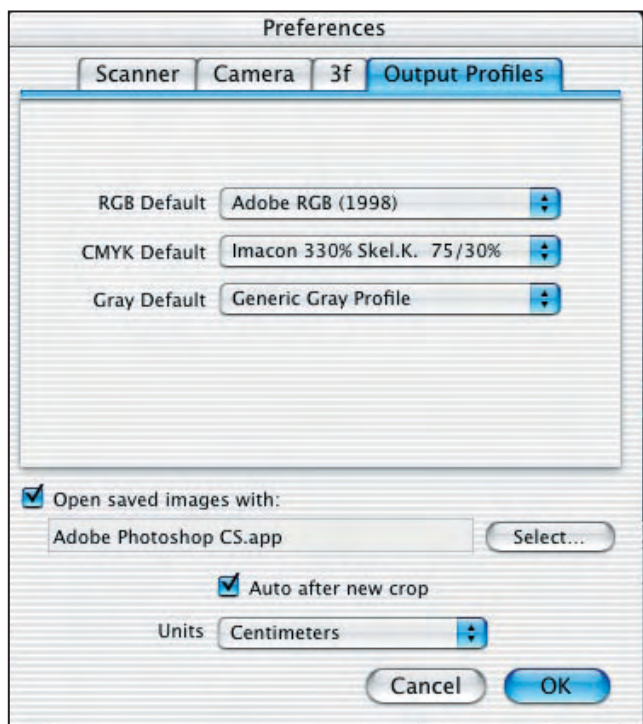 Preferences
Scanner Camera 3f Output Profiles
RGB Default Adobe RGB (1998)
CMYK Default Imacon 330% Skel.K. 75/30%
Gray Default Generic Gray Profile
Open saved images with:
Adobe Photoshop CS.app Select...
Auto after new crop
Units Centimeters
Cancel OK